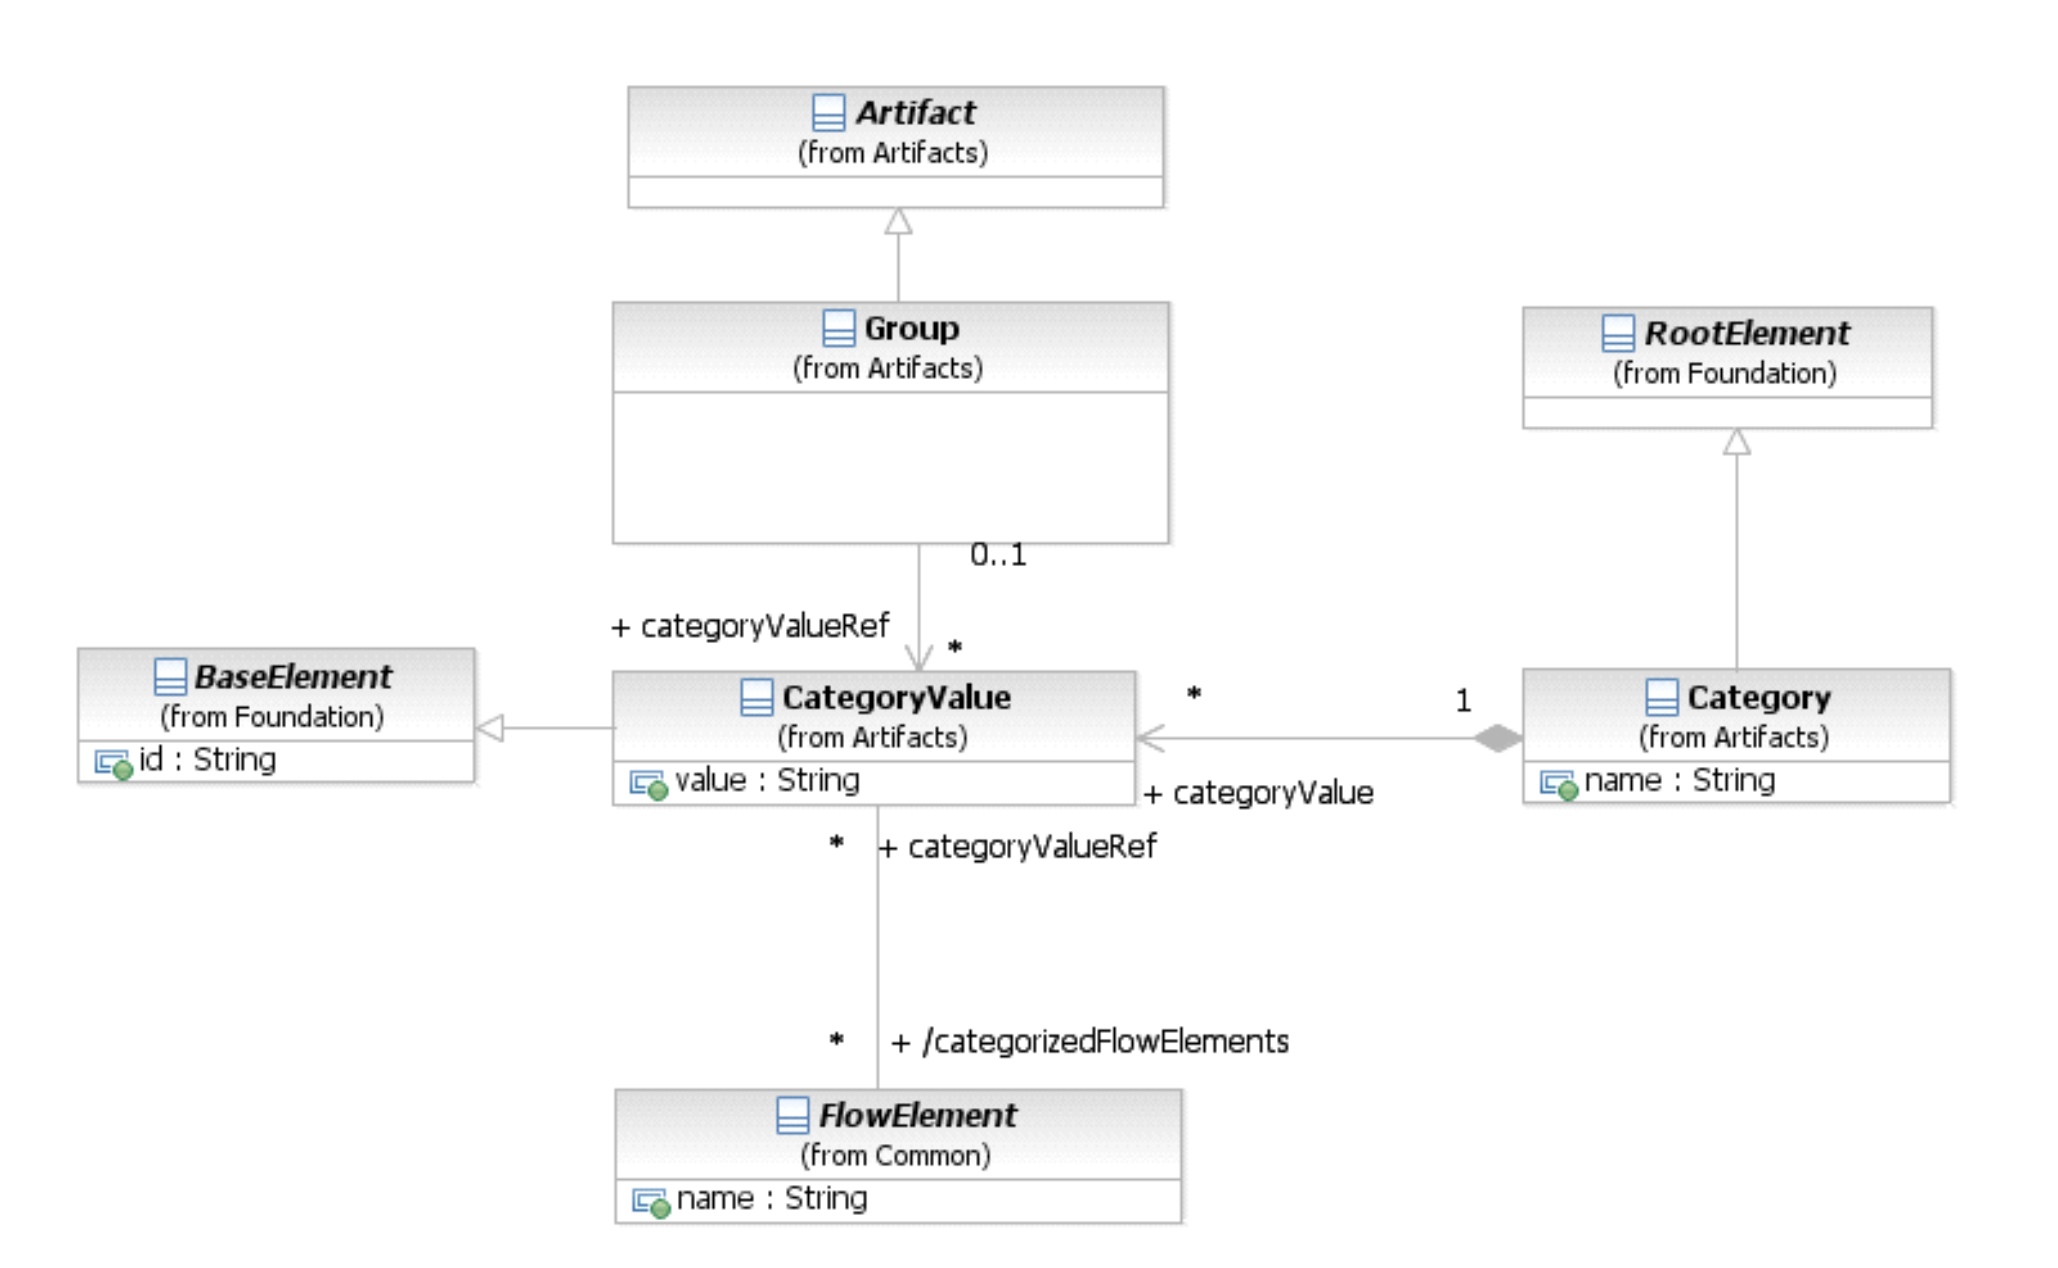 Artifact
(from Artifacts)
Group
(from Artifacts)
RootElement
(from Foundation)
0..1
+ categoryValueRef
*
BaseElement
(from Foundation)
id : String
CategoryValue
(from Artifacts)
value : String
*
1
+ categoryValue
Category
(from Artifacts)
name : String
*
+ categoryValueRef
*
+ /categorizedFlowElements
FlowElement
(from Common)
name : String